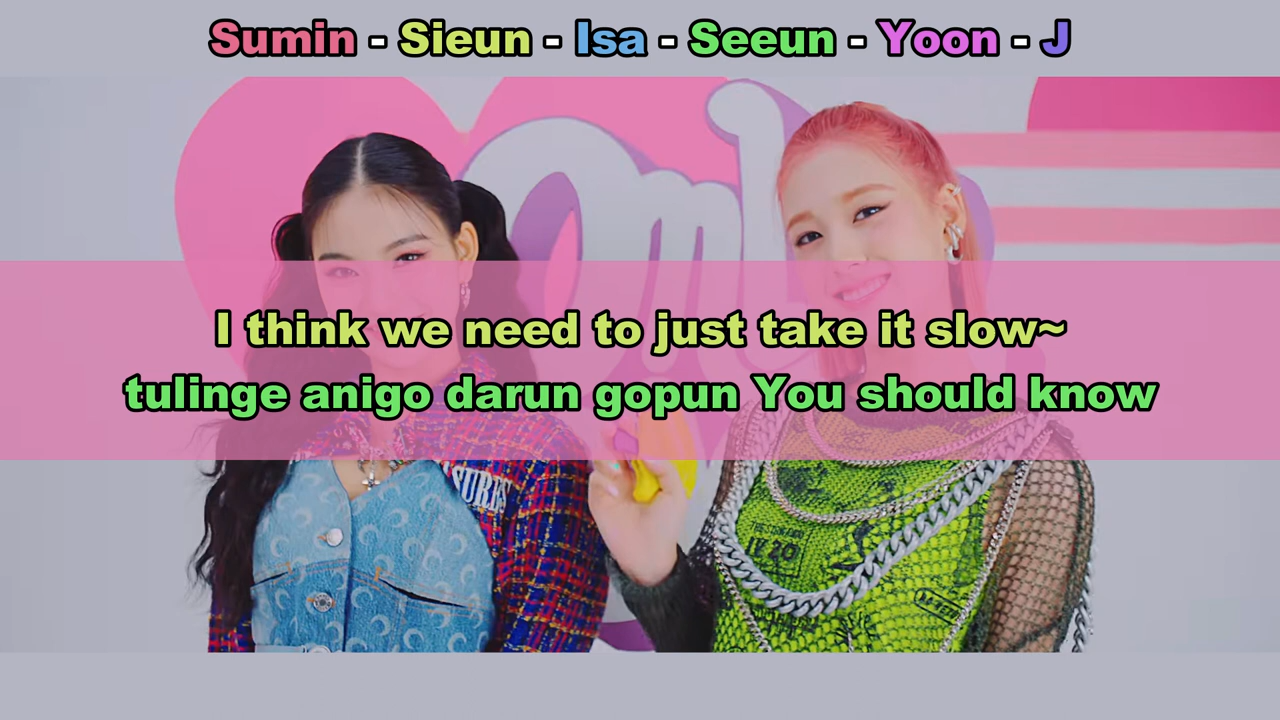 Sumin - Sieun - Isa - Seeun - Yoon - J
I think we need to just take it slow~
tulinge anigo darun gopun You should know